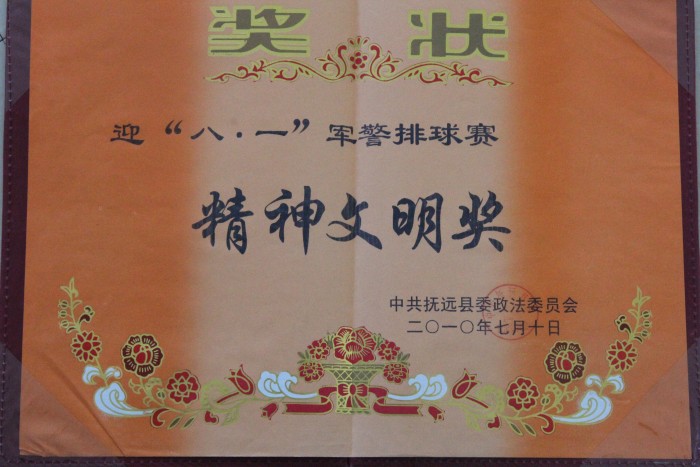 奖 状
迎“八·一”军警排球赛
精神文明奖
中共抚远县委政法委员会
二〇一〇年七月十日